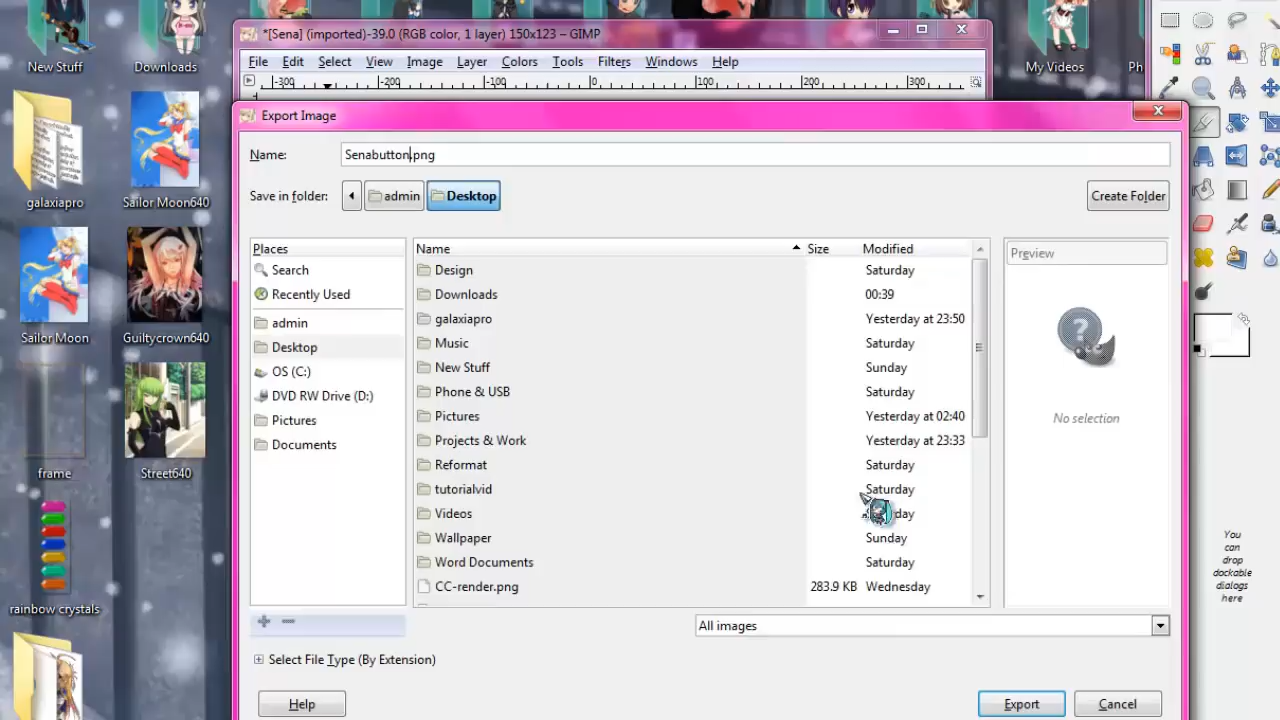 *[Sena] (imported)-39.0 (RGB color, 1 layer) 150x123 – GIMP
New Stuff
Downloads
My Videos
Ph
File Edit Select View Image Layer Colors Tools Filters Windows Help
-300 -200 -100 0 100 200 300
Export Image
Name: Senabutton.png
Save in folder: admin Desktop Create Folder
galaxiapro
Sailor Moon640
Places
Search
Recently Used
admin
Desktop
OS (C:)
DVD RW Drive (D:)
Pictures
Documents
Name Size Modified
Design Saturday
Downloads 00:39
galaxiapro Yesterday at 23:50
Music Saturday
New Stuff Sunday
Phone & USB Saturday
Pictures Yesterday at 02:40
Projects & Work Yesterday at 23:33
Reformat Saturday
tutorialvid Saturday
Videos
Wallpaper Sunday
Word Documents Saturday
CC-render.png 283.9 KB Wednesday
Preview
No selection
Sailor Moon
Guiltycrown640
frame
Street640
rainbow crystals
You
can
drop
dockable
dialogs
here
All images
Select File Type (By Extension)
Help
Export
Cancel